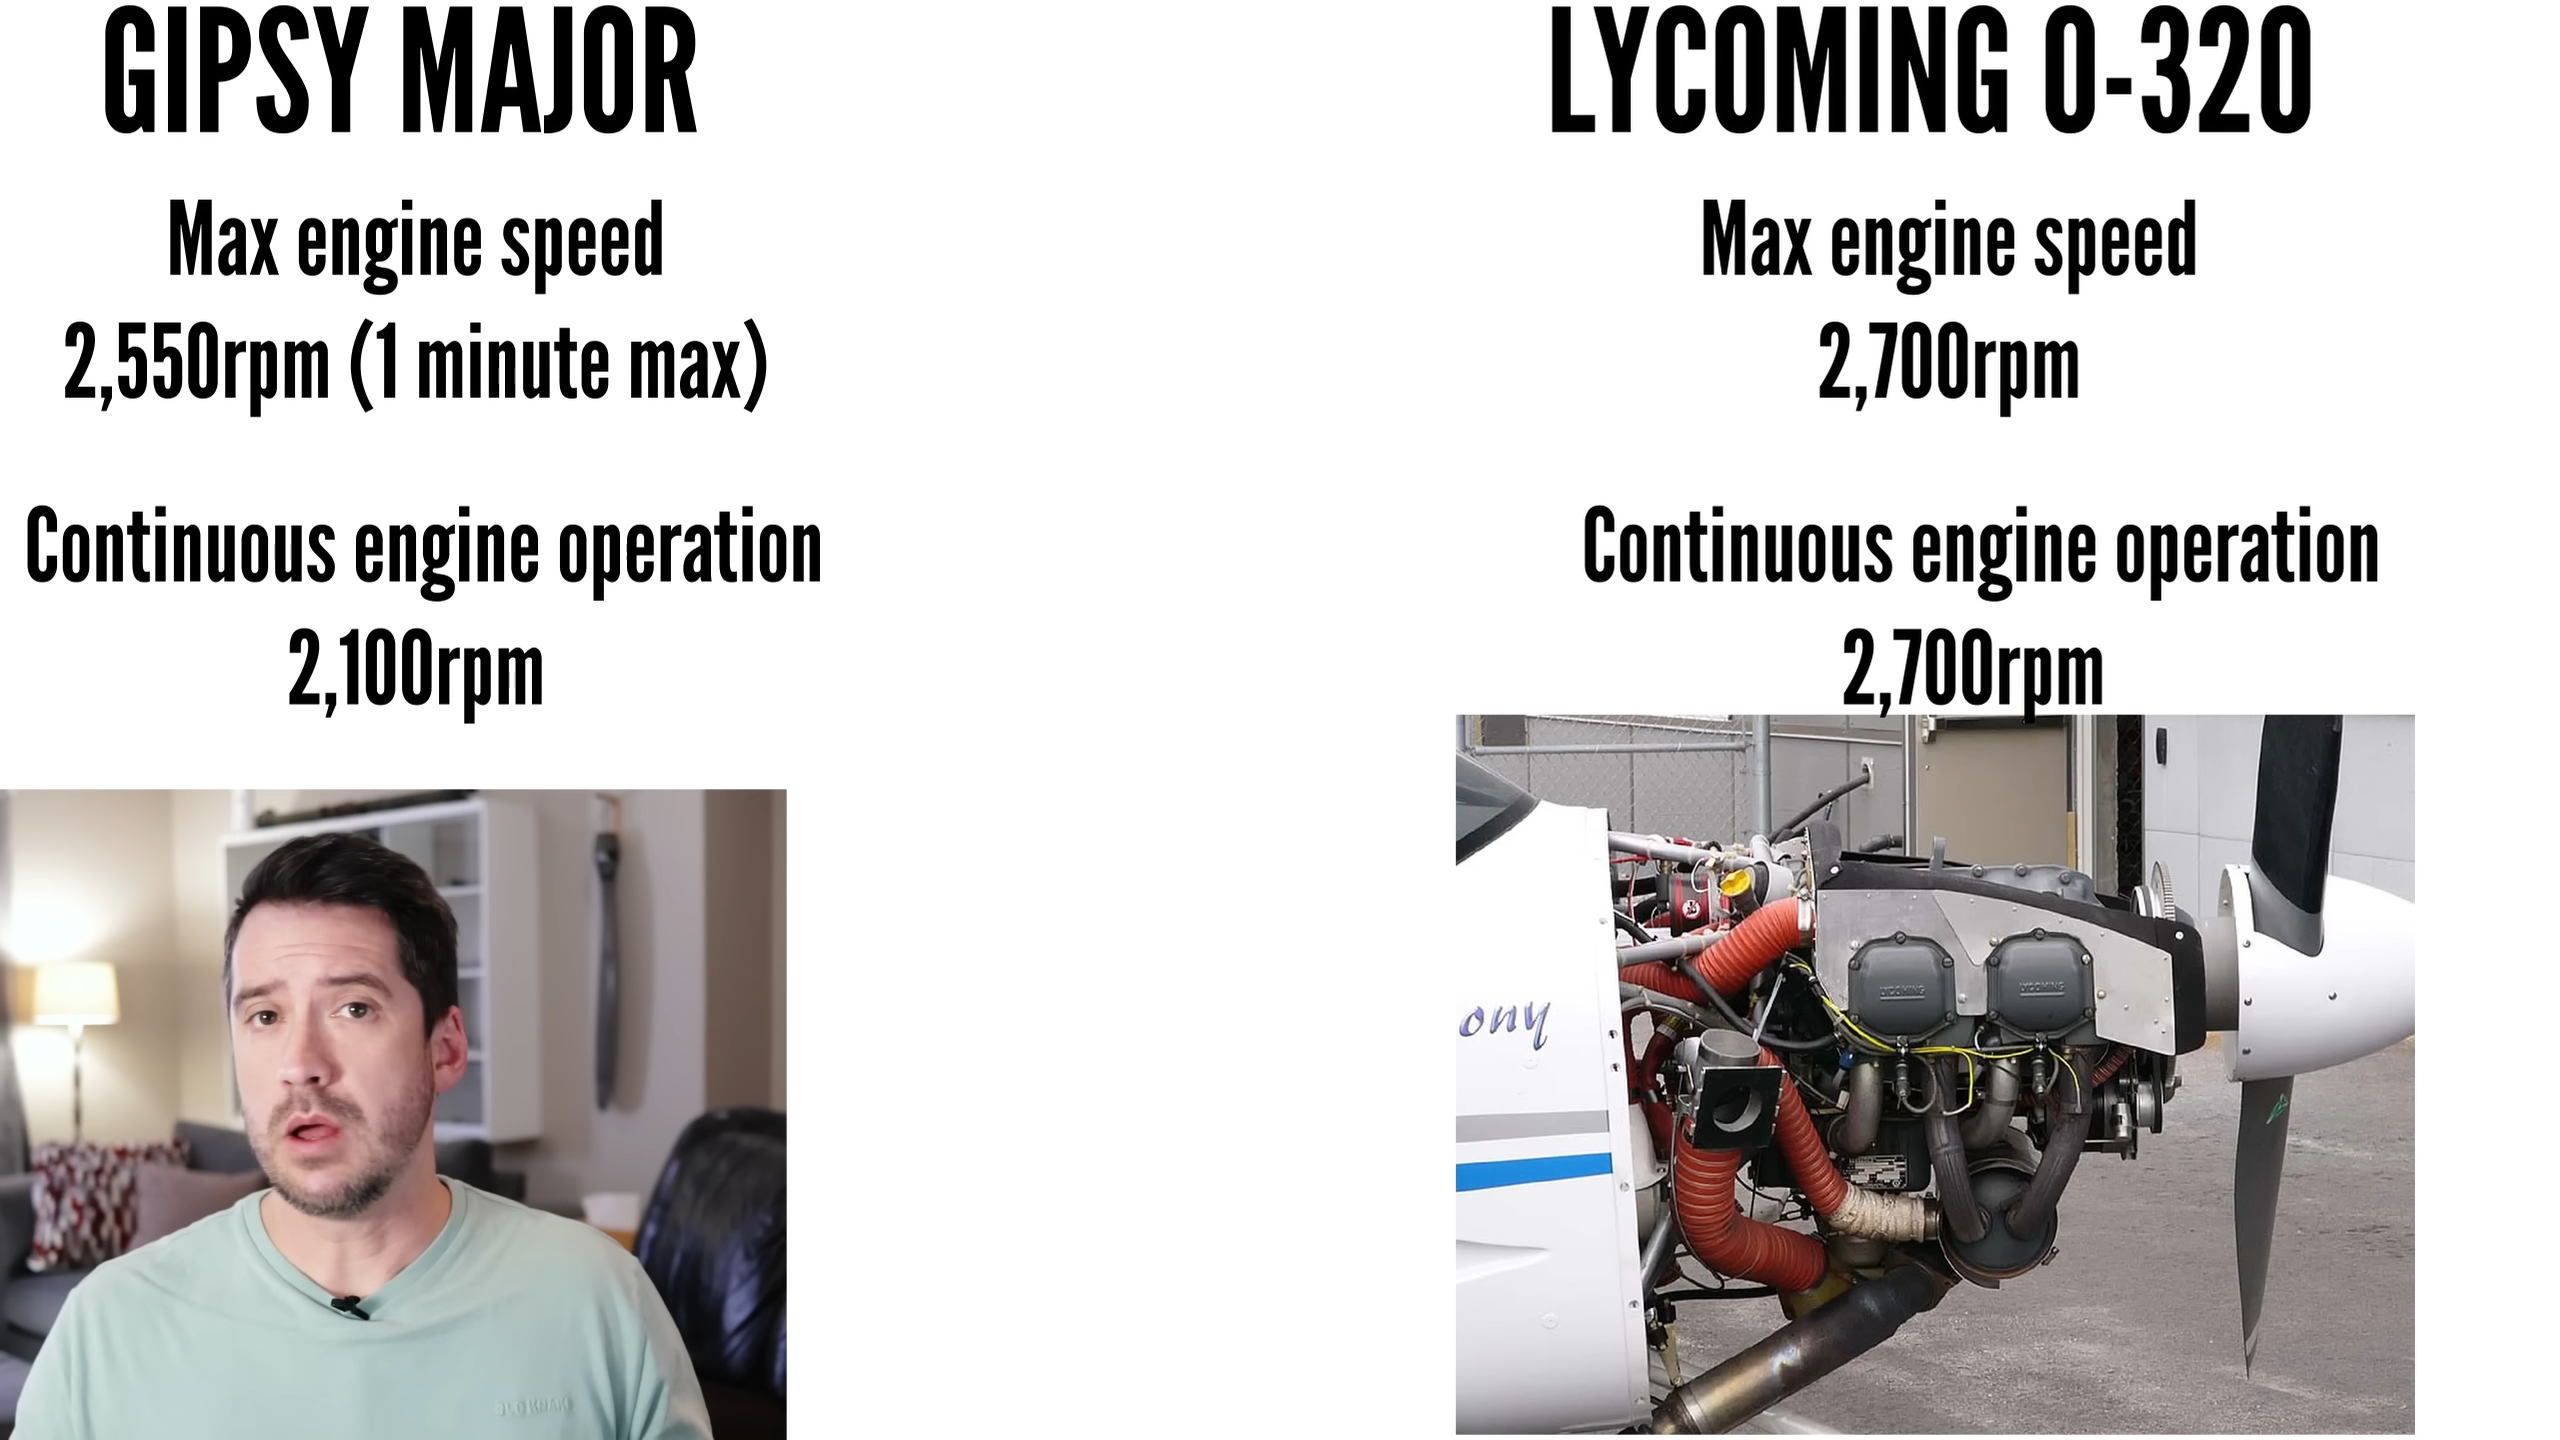 GIPSY MAJOR
Max engine speed
2,550rpm (1 minute max)
Continuous engine operation
2,100rpm
LYCOMING O-320
Max engine speed
2,700rpm
Continuous engine operation
2,700rpm
ony
LYCOMING
LYCOMING